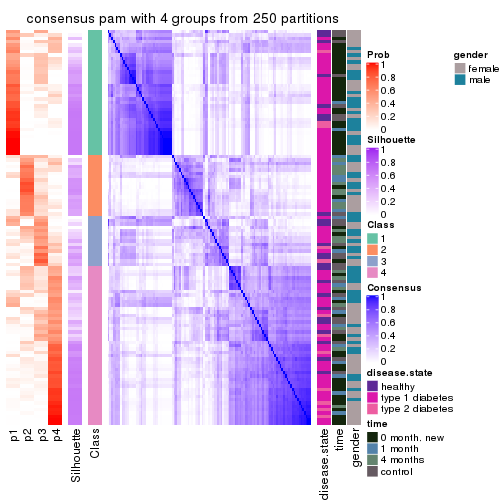 consensus pam with 4 groups from 250 partitions
Prob
1
0.8
0.6
0.4
0.2
0
gender
female
male
Silhouette
1
0.8
0.6
0.4
0.2
0
Class
1
2
3
4
Consensus
1
0.8
0.6
0.4
0.2
0
disease.state
healthy
type 1 diabetes
type 2 diabetes
time
0 month. new
1 month
4 months
control
p1
p2
p3
p4
Silhouette
Class
disease.state
time
gender